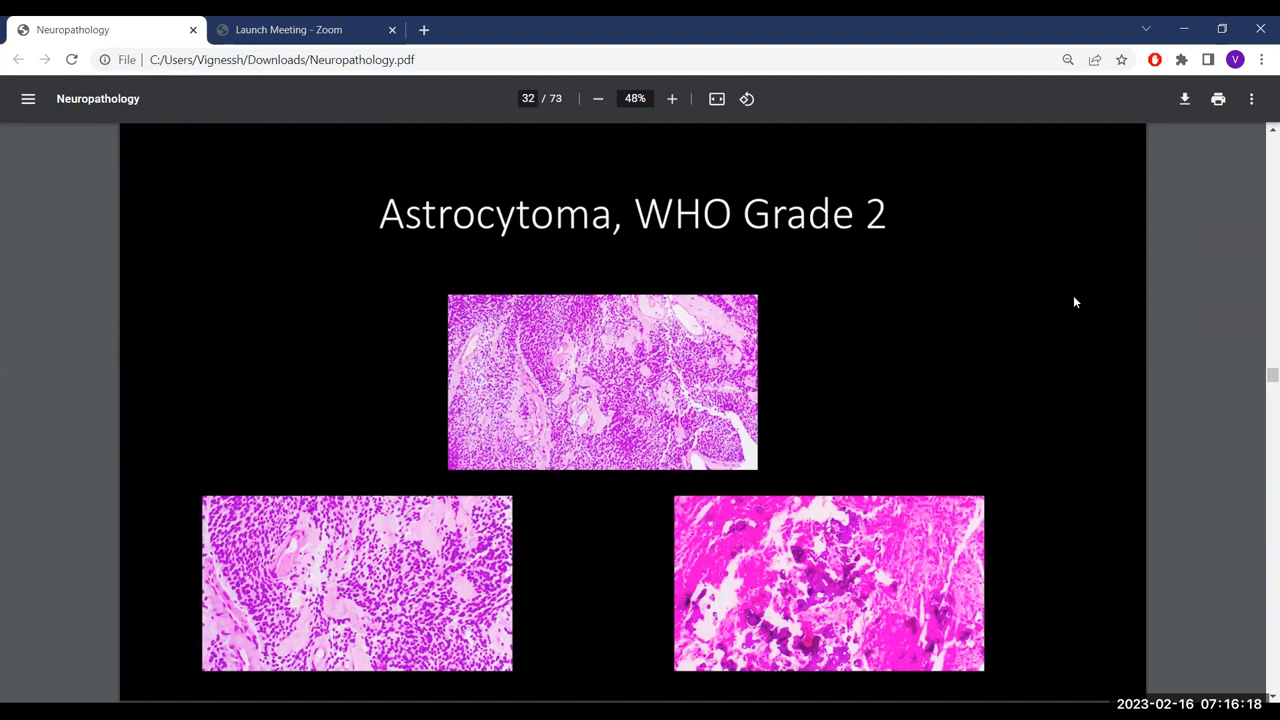 Neuropathology
Launch Meeting - Zoom
File
C:/Users/Vignessh/Downloads/Neuropathology.pdf
V
Neuropathology
32 / 73
48%
Astrocytoma, WHO Grade 2
2023-02-16 07:16:18